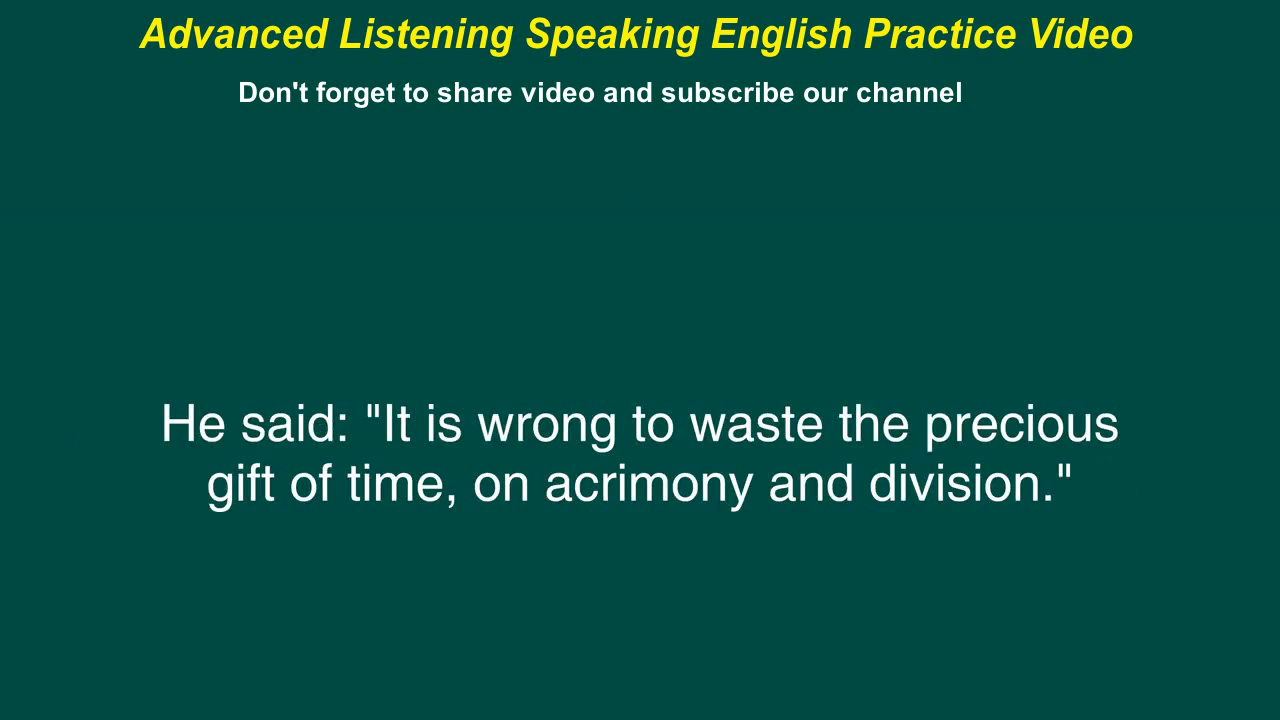 Advanced Listening Speaking English Practice Video
Don't forget to share video and subscribe our channel
He said: "It is wrong to waste the precious
gift of time, on acrimony and division."